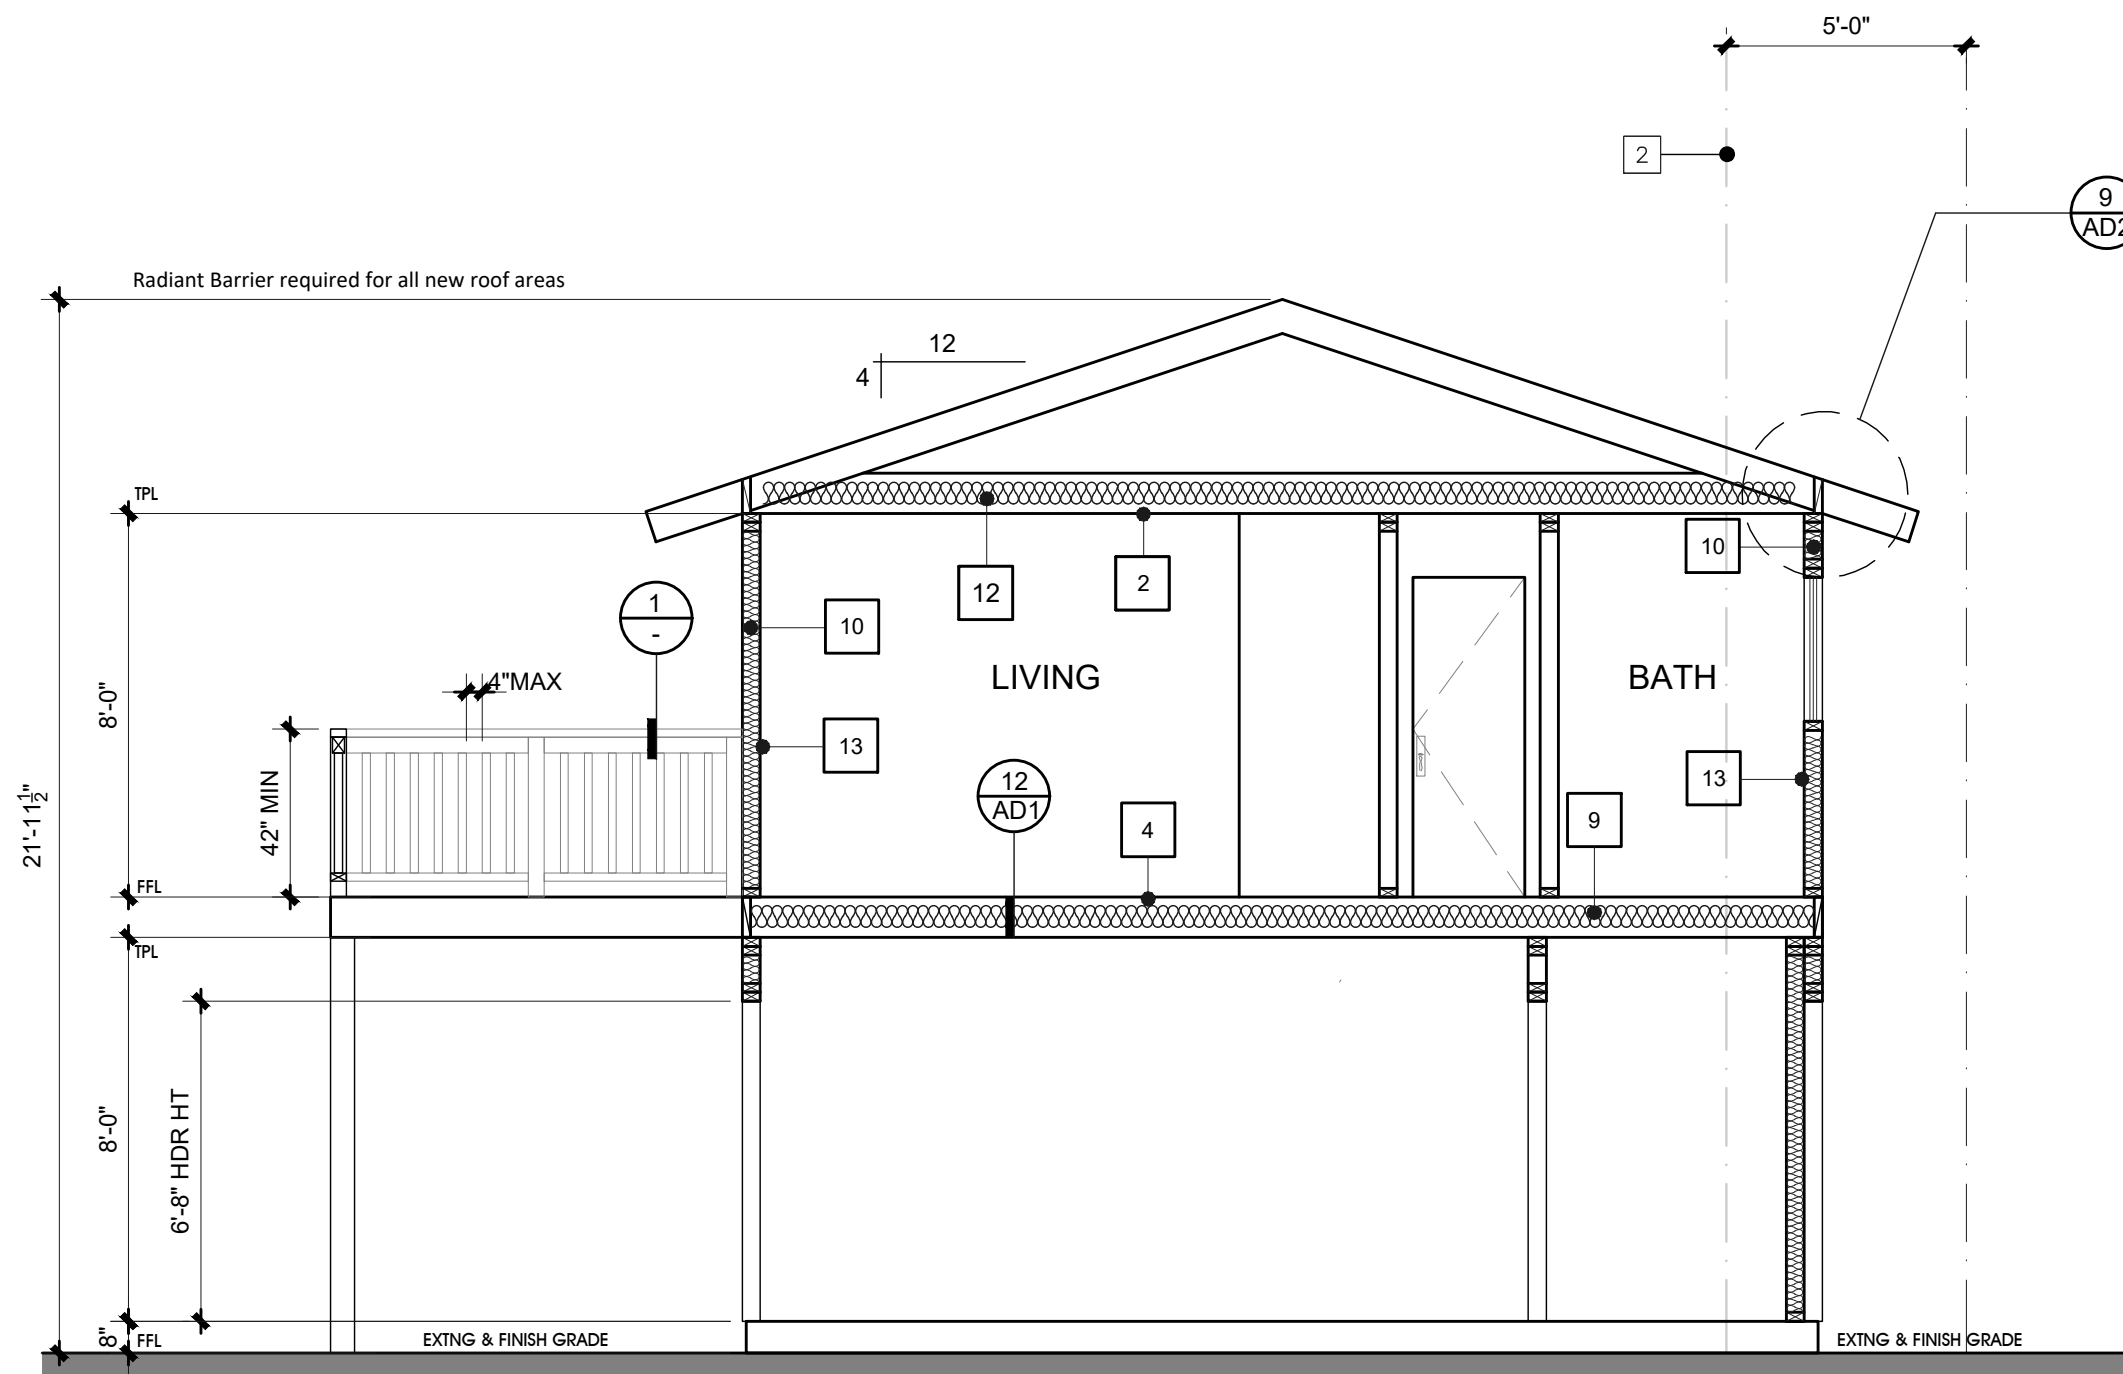 5'-0"
2
9
AD2
Radiant Barrier required for all new roof areas
12
4
TPL
10
12
2
1
-
10
LIVING
BATH
4"MAX
8'-0"
13
13
12
AD1
42" MIN
4
9
21'-11 1/2"
FFL
TPL
8'-0"
6'-8" HDR HT
8"
FFL
EXTNG & FINISH GRADE
EXTNG & FINISH GRADE